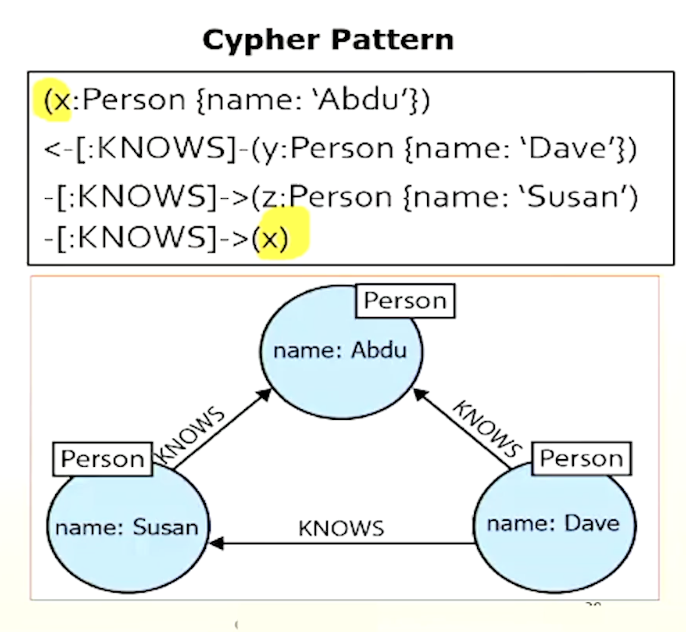 Cypher Pattern
(x:Person {name: ‘Abdu’})
<-[:KNOWS]-(y:Person {name: ‘Dave’})
-[:KNOWS]->(z:Person {name: ‘Susan’)
-[:KNOWS]->(x)
Person
name: Abdu
KNOWS
KNOWS
Person
Person
name: Susan
KNOWS
name: Dave